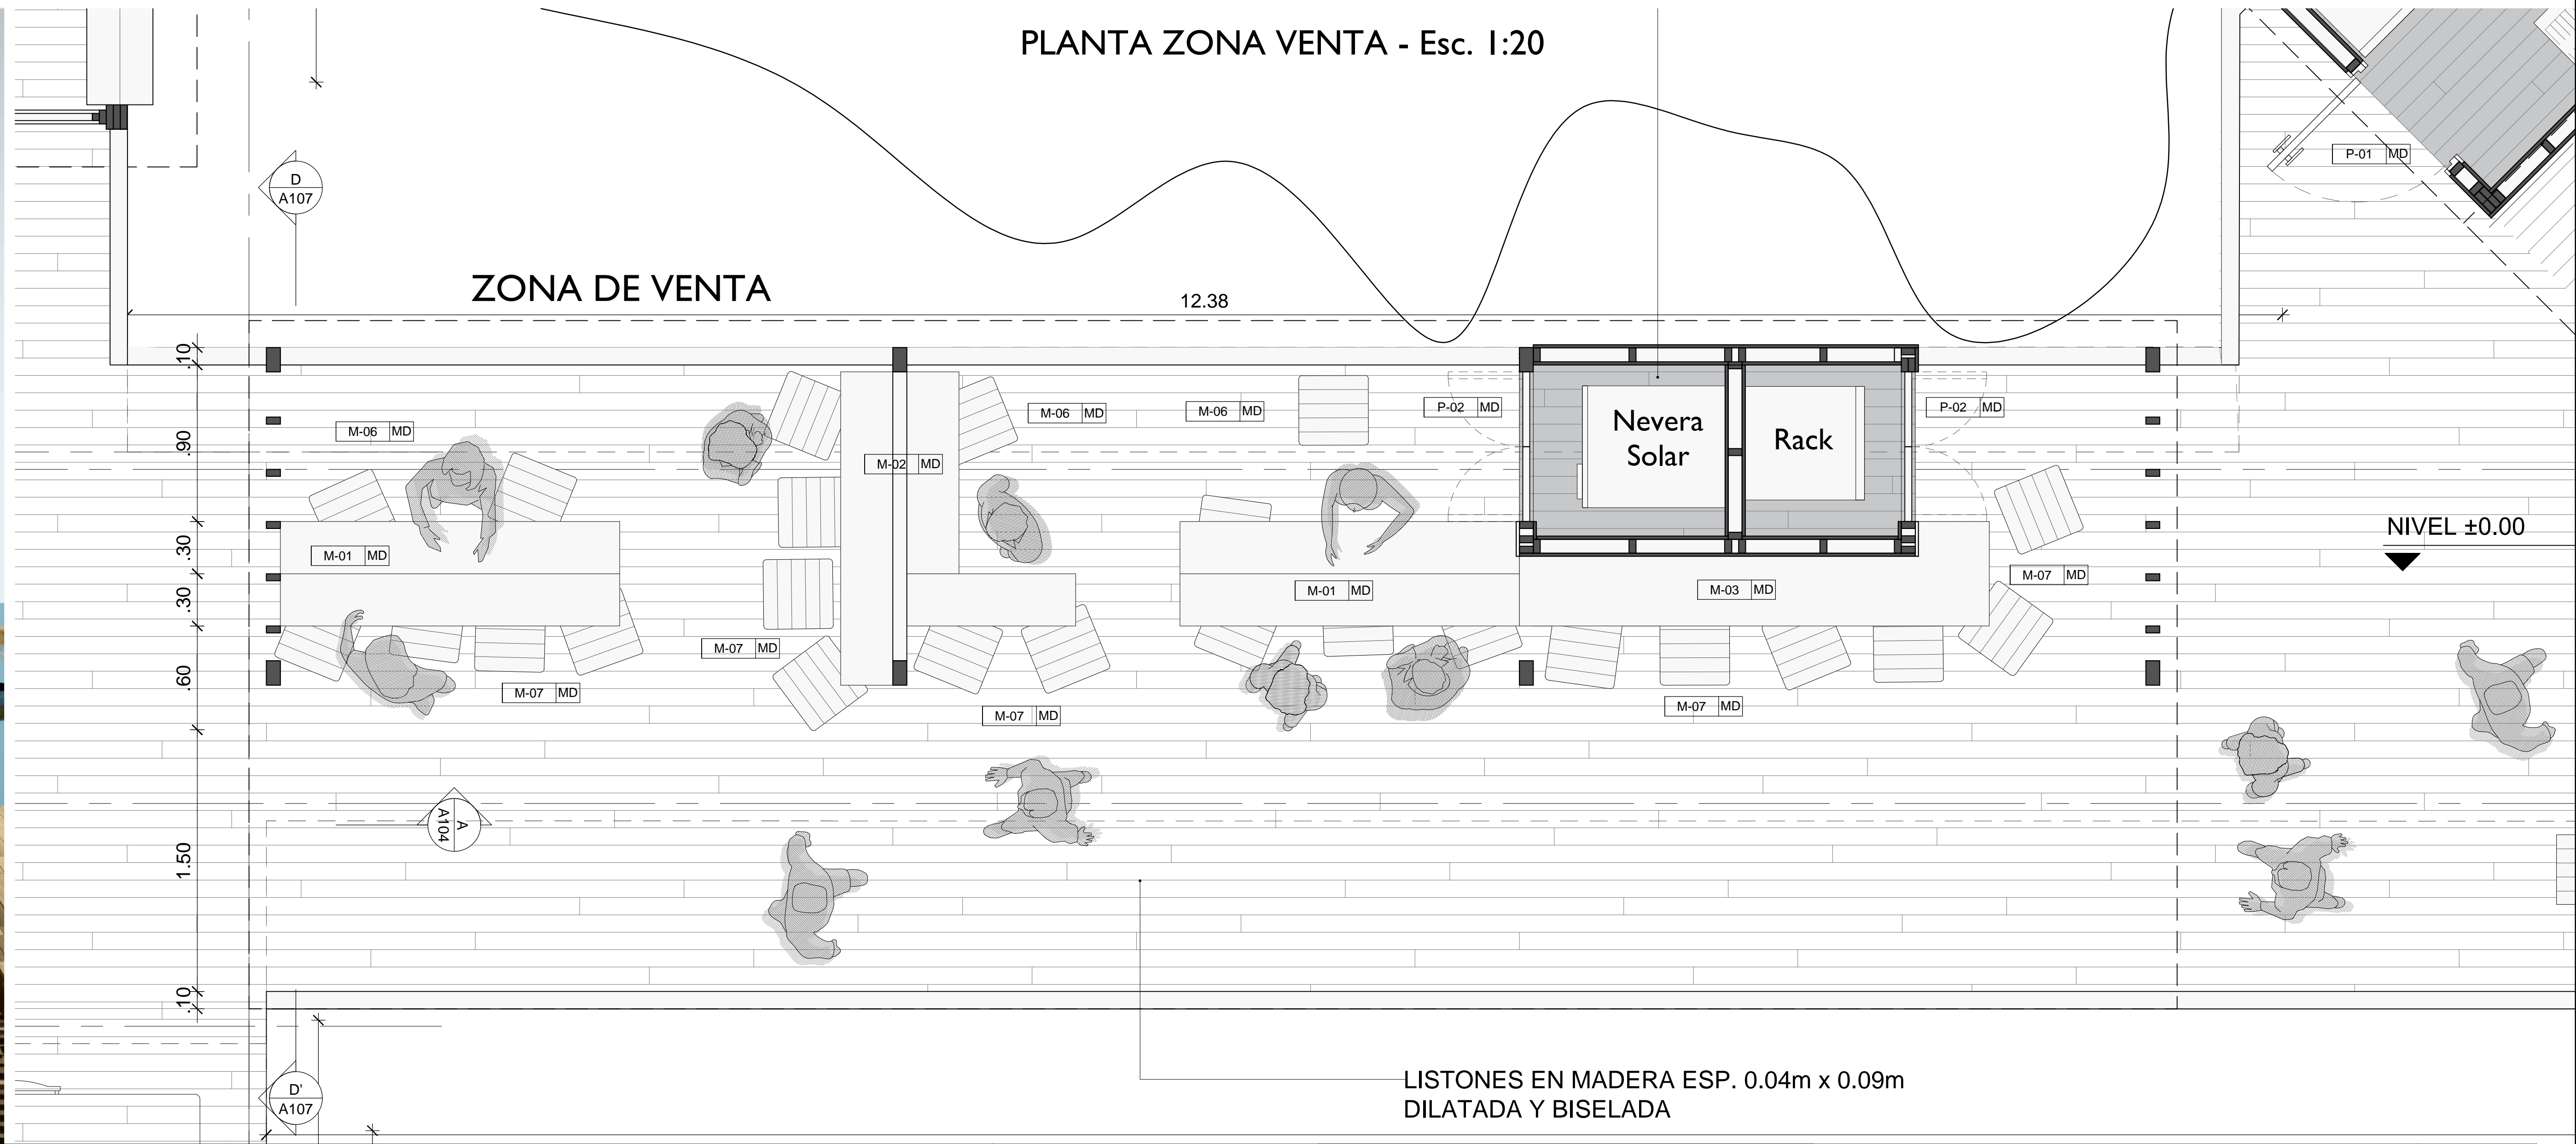 PLANTA ZONA VENTA - Esc. 1:20
P-01 MD
D
A107
ZONA DE VENTA
12.38
.10
.90
.30
.30
.60
1.50
.10
M-06 MD
M-06 MD
M-06 MD
P-02 MD
P-02 MD
Nevera
Solar
Rack
M-02 MD
M-01 MD
M-01 MD
M-03 MD
M-07 MD
NIVEL ±0.00
M-07 MD
M-07 MD
M-07 MD
M-07 MD
A
A104
D'
A107
LISTONES EN MADERA ESP. 0.04m x 0.09m
DILATADA Y BISELADA